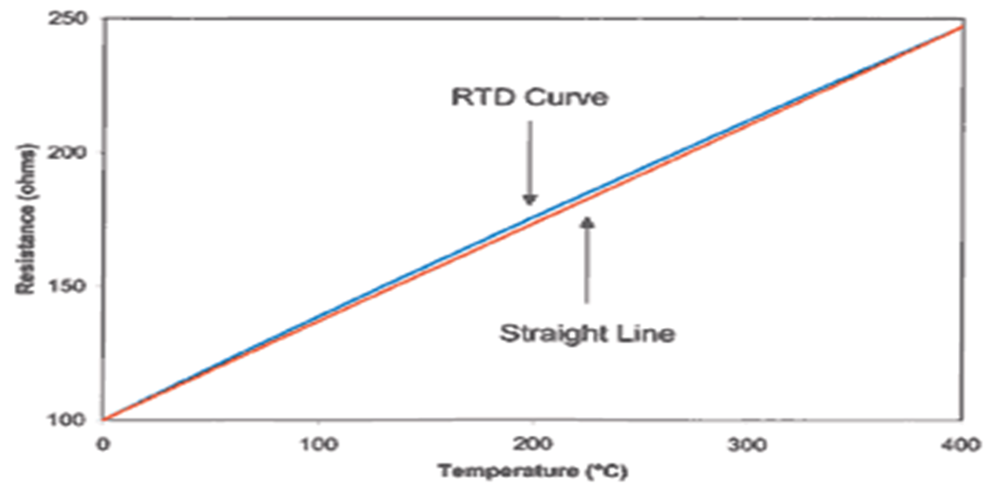 250
RTD Curve
200
Resistance (ohms)
150
Straight Line
100
0 100 200 300 400
Temperature (°C)